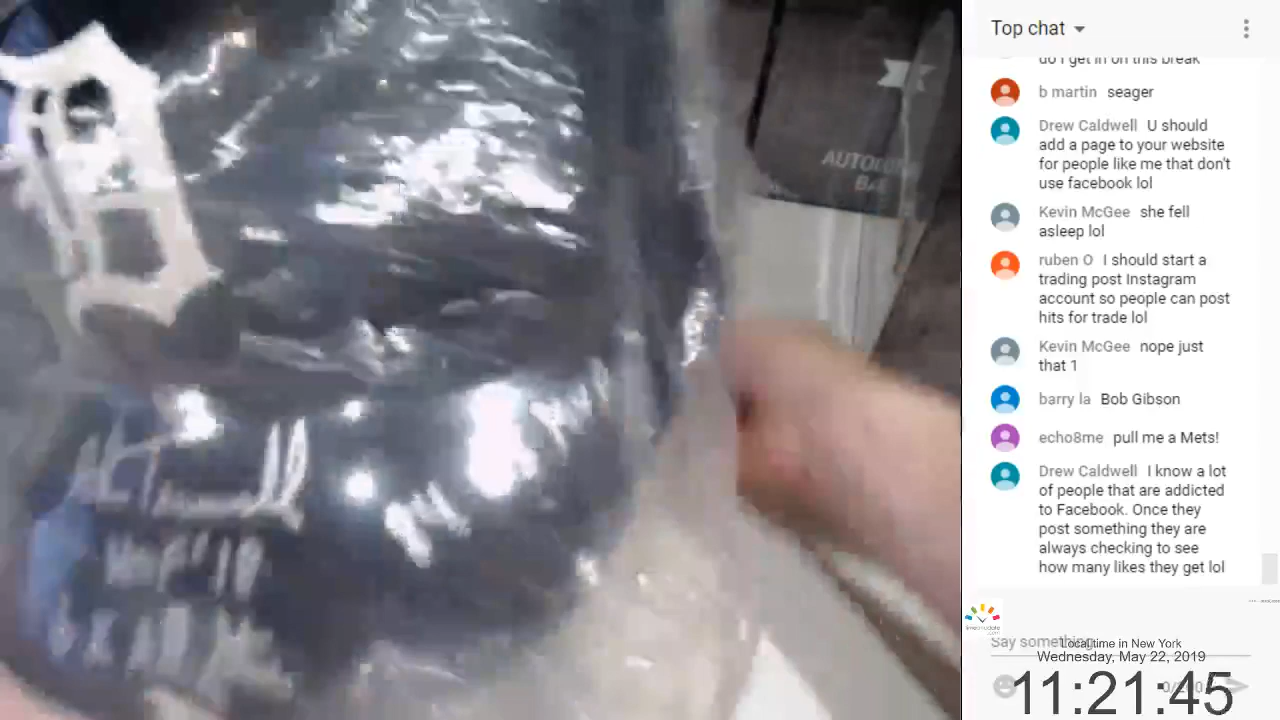 AUTO
Top chat
do I get in on this break
b martin seager
Drew Caldwell U should
add a page to your website
for people like me that don't
use facebook lol
Kevin McGee she fell
asleep lol
ruben O I should start a
trading post Instagram
account so people can post
hits for trade lol
Kevin McGee nope just
that 1
barry la Bob Gibson
echo8me pull me a Mets!
Drew Caldwell I know a lot
of people that are addicted
to Facebook. Once they
post something they are
always checking to see
how many likes they get lol
Say something...
Local time in New York
Wednesday, May 22, 2019
11:21:45